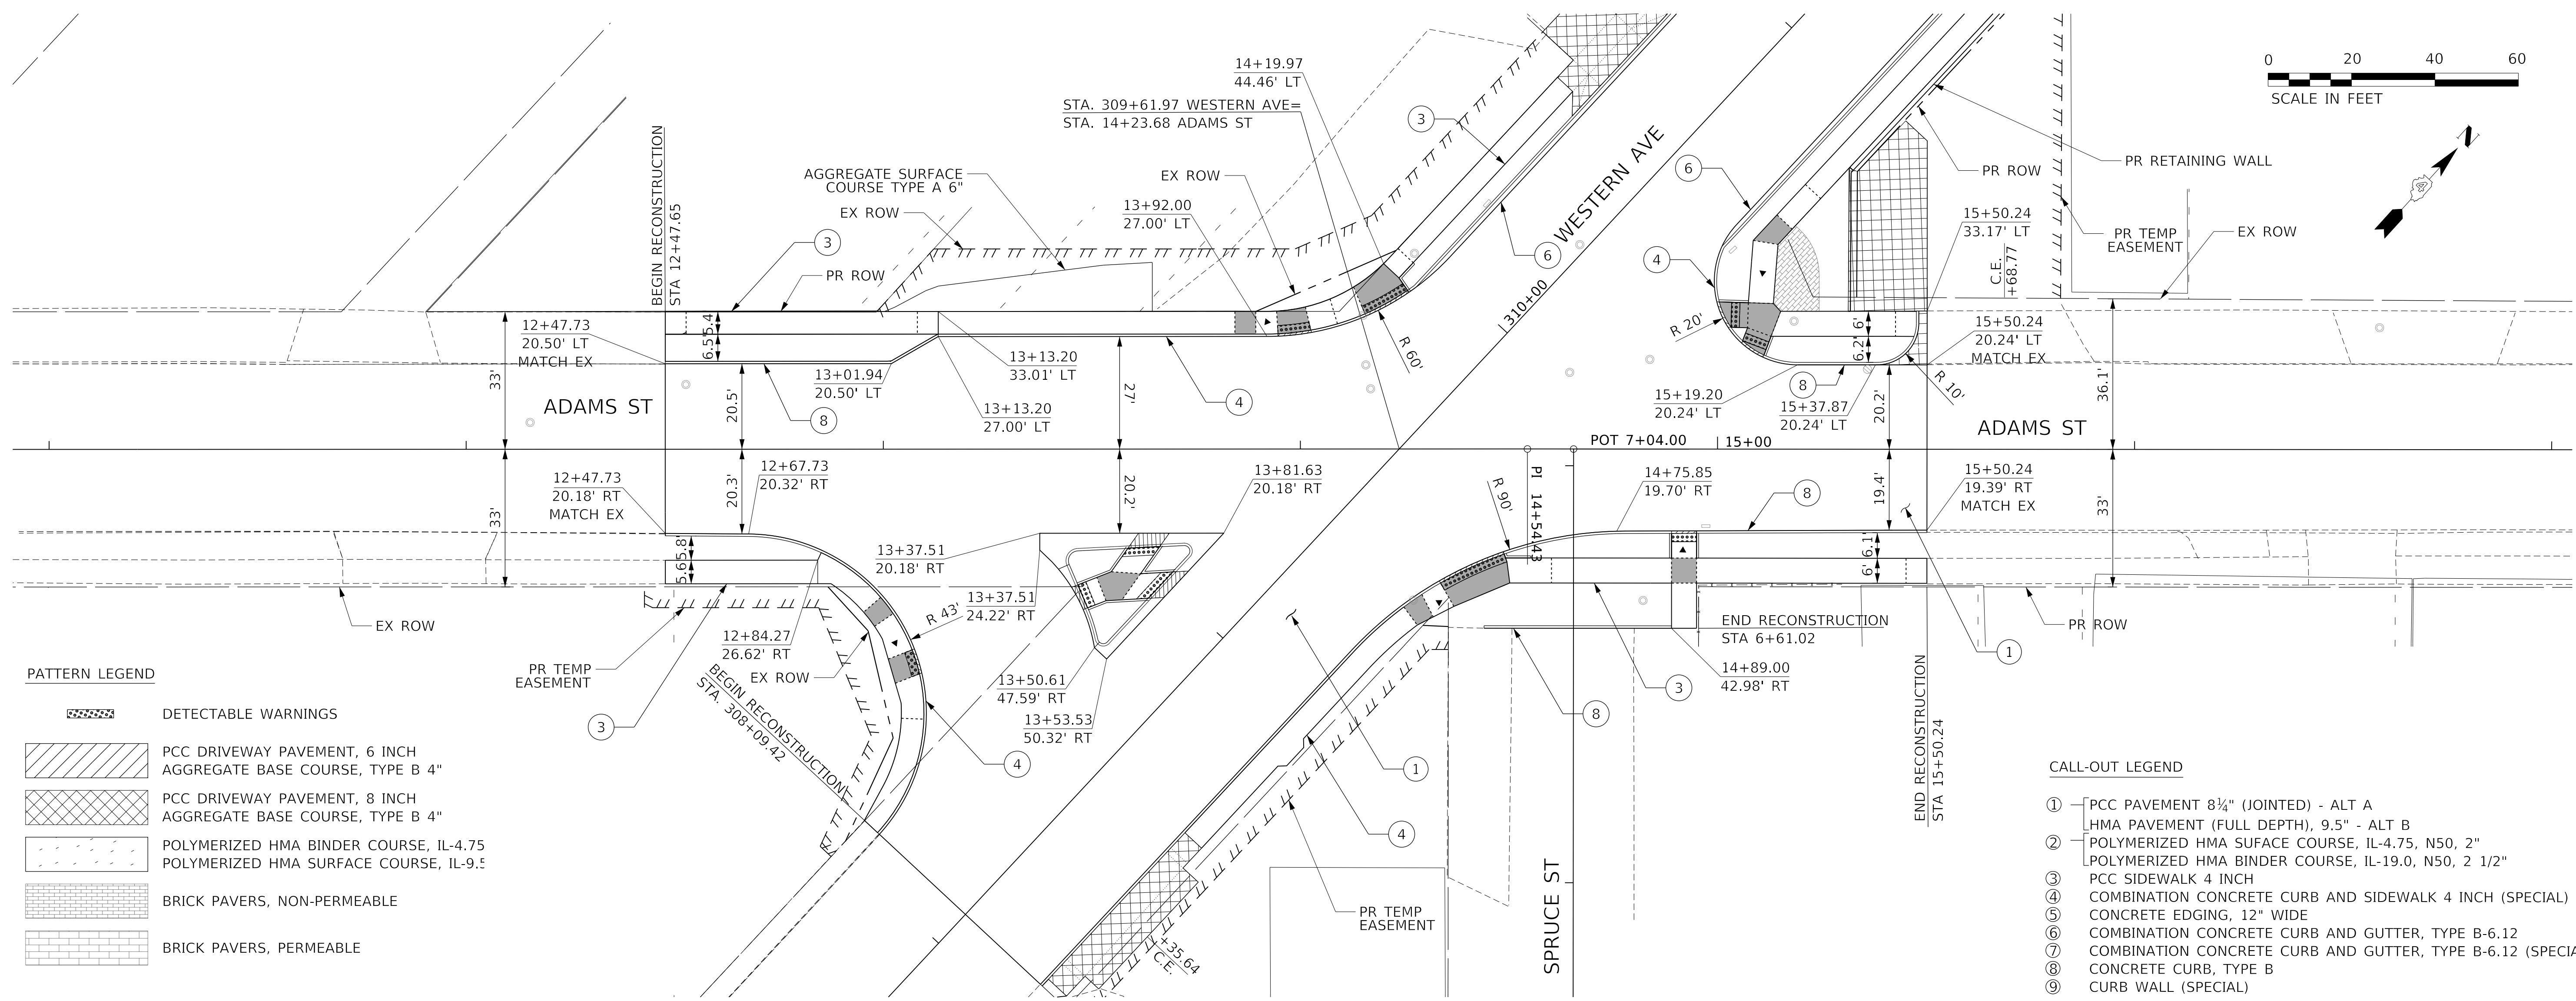 14+19.97
44.46' LT
STA. 309+61.97 WESTERN AVE=
STA. 14+23.68 ADAMS ST
0 20 40 60
SCALE IN FEET
N
4
3
BEGIN RECONSTRUCTION
STA 12+47.65
AGGREGATE SURFACE
COURSE TYPE A 6"
EX ROW
EX ROW
13+92.00
27.00' LT
WESTERN AVE
6
PR RETAINING WALL
PR ROW
3
PR ROW
6
4
15+50.24
33.17' LT
C.E.
+68.77
PR TEMP
EASEMENT
EX ROW
310+00
12+47.73
20.50' LT
MATCH EX
5.4'
6.5'
33'
13+01.94
20.50' LT
13+13.20
33.01' LT
13+13.20
27.00' LT
R 60'
R 20'
6'
6.2'
15+50.24
20.24' LT
MATCH EX
R 10'
36.1'
ADAMS ST
20.5'
8
27'
4
15+19.20
20.24' LT
8
15+37.87
20.24' LT
20.2'
ADAMS ST
POT 7+04.00
15+00
12+47.73
20.18' RT
MATCH EX
33'
20.3'
12+67.73
20.32' RT
20.2'
13+81.63
20.18' RT
R 90'
PI 14+54.43
14+75.85
19.70' RT
8
19.4'
15+50.24
19.39' RT
MATCH EX
33'
5.8'
5.6'
13+37.51
20.18' RT
R 43'
13+37.51
24.22' RT
6.1'
6'
EX ROW
12+84.27
26.62' RT
PR TEMP
EASEMENT
EX ROW
BEGIN RECONSTRUCTION
STA. 308+09.42
3
13+50.61
47.59' RT
13+53.53
50.32' RT
4
END RECONSTRUCTION
STA 6+61.02
14+89.00
42.98' RT
3
8
1
PR ROW
1
4
END RECONSTRUCTION
STA 15+50.24
PR TEMP
EASEMENT
+35.64
C.E.
SPRUCE ST
PATTERN LEGEND
DETECTABLE WARNINGS
PCC DRIVEWAY PAVEMENT, 6 INCH
AGGREGATE BASE COURSE, TYPE B 4"
PCC DRIVEWAY PAVEMENT, 8 INCH
AGGREGATE BASE COURSE, TYPE B 4"
POLYMERIZED HMA BINDER COURSE, IL-4.75
POLYMERIZED HMA SURFACE COURSE, IL-9.5
BRICK PAVERS, NON-PERMEABLE
BRICK PAVERS, PERMEABLE
CALL-OUT LEGEND
① PCC PAVEMENT 8¼" (JOINTED) - ALT A
HMA PAVEMENT (FULL DEPTH), 9.5" - ALT B
② POLYMERIZED HMA SUFACE COURSE, IL-4.75, N50, 2"
POLYMERIZED HMA BINDER COURSE, IL-19.0, N50, 2 1/2"
③ PCC SIDEWALK 4 INCH
④ COMBINATION CONCRETE CURB AND SIDEWALK 4 INCH (SPECIAL)
⑤ CONCRETE EDGING, 12" WIDE
⑥ COMBINATION CONCRETE CURB AND GUTTER, TYPE B-6.12
⑦ COMBINATION CONCRETE CURB AND GUTTER, TYPE B-6.12 (SPECIA
⑧ CONCRETE CURB, TYPE B
⑨ CURB WALL (SPECIAL)